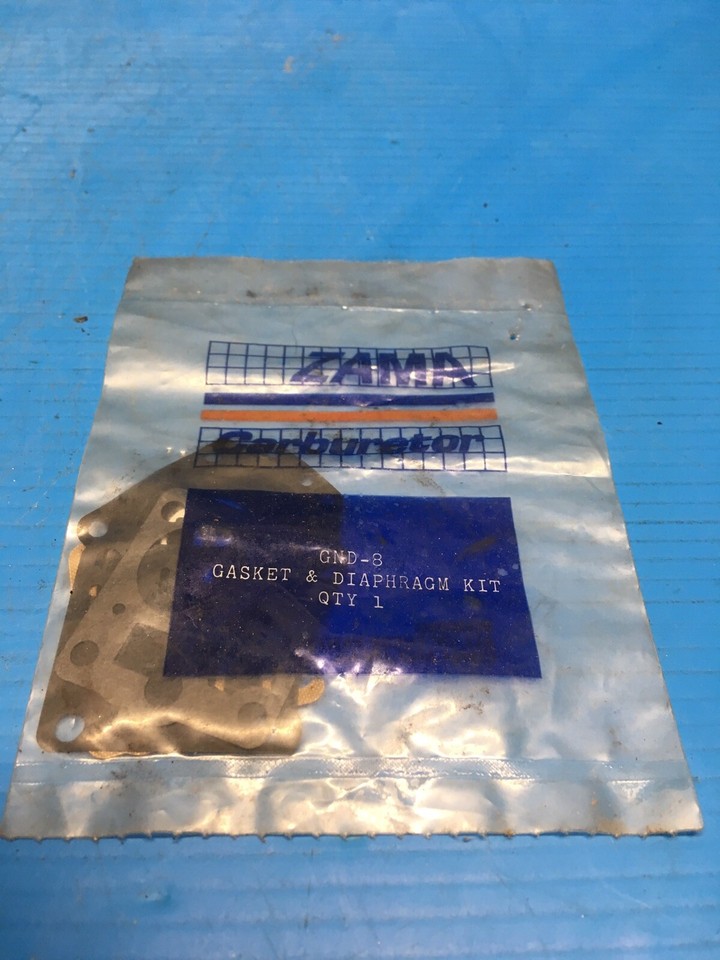 ZAMA
Carburetor
GND-8
GASKET & DIAPHRAGM KIT
QTY 1